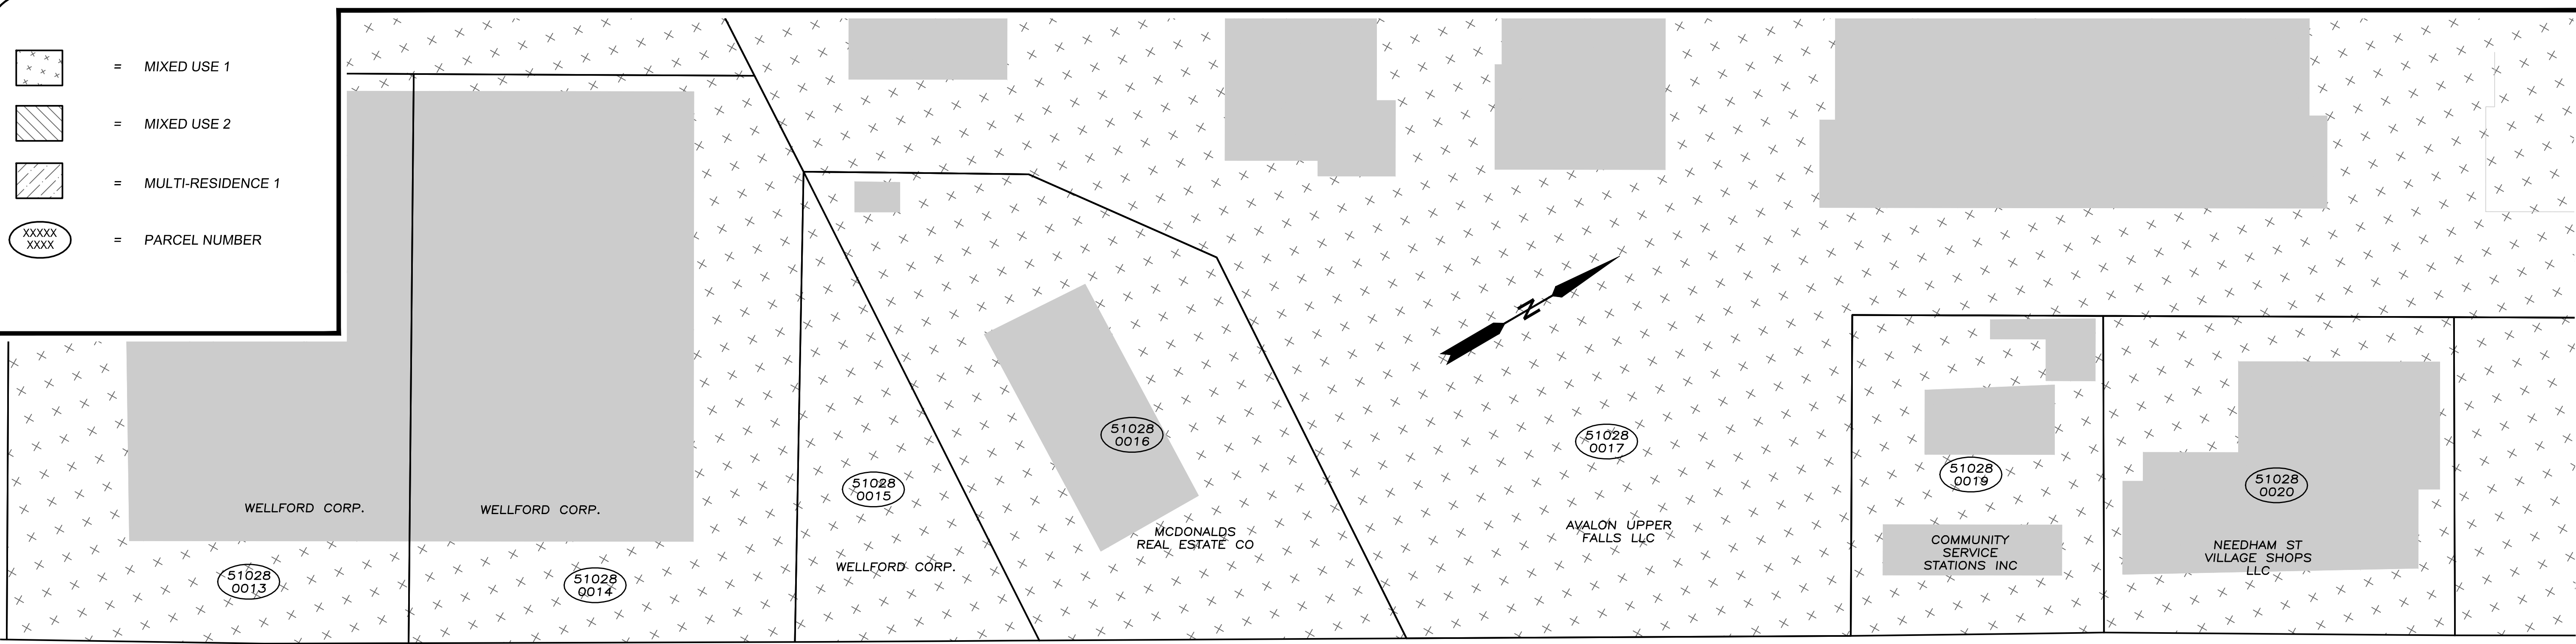 = MIXED USE 1
= MIXED USE 2
= MULTI-RESIDENCE 1
XXXXX
XXXX
= PARCEL NUMBER
WELLFORD CORP.
51028
0013
WELLFORD CORP.
51028
0014
51028
0015
WELLFORD CORP.
51028
0016
MCDONALDS
REAL ESTATE CO
N
51028
0017
AVALON UPPER
FALLS LLC
51028
0019
COMMUNITY
SERVICE
STATIONS INC
51028
0020
NEEDHAM ST
VILLAGE SHOPS
LLC